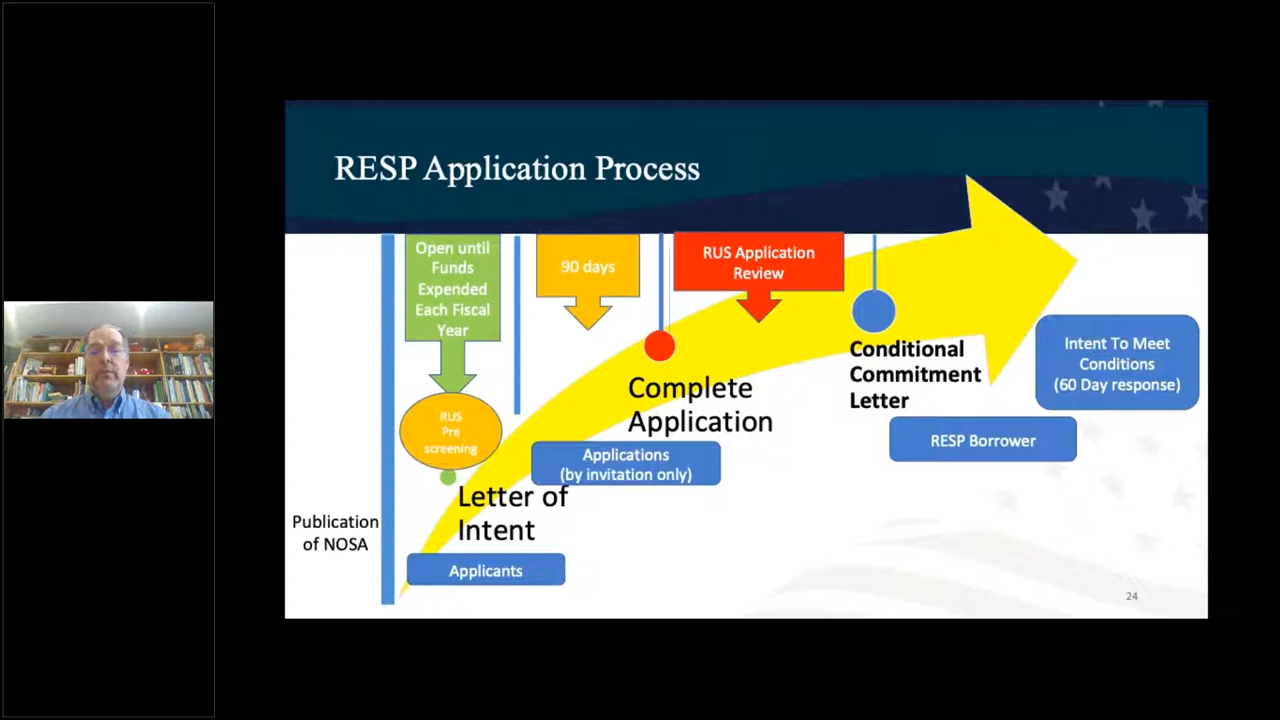 RESP Application Process
Open until
Funds
Expended
Each Fiscal
Year
90 days
RUS Application
Review
RUS
Pre
screening
Complete
Application
Conditional
Commitment
Letter
Intent To Meet
Conditions
(60 Day response)
RESP Borrower
Applications
(by invitation only)
Letter of
Intent
Publication
of NOSA
Applicants
24